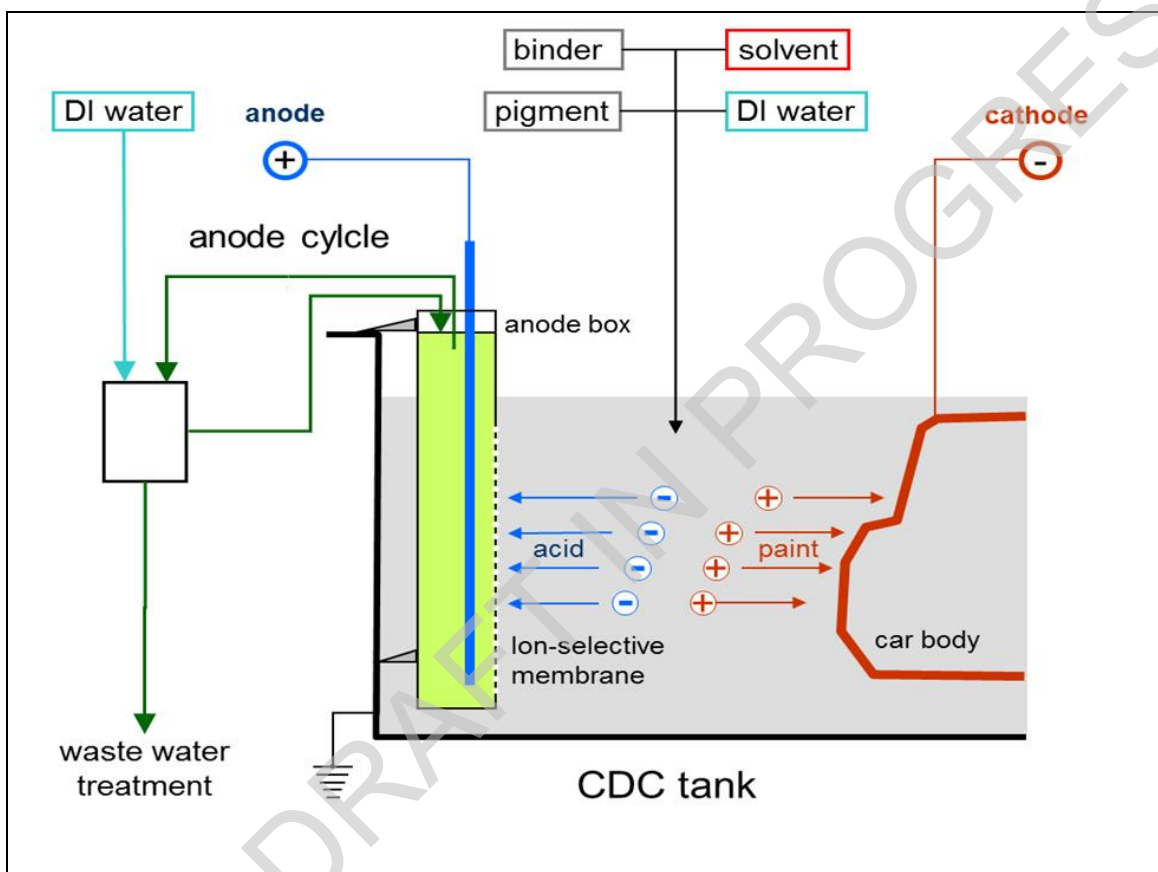 binder
solvent
DI water
anode
pigment
DI water
cathode
+
-
anode cylcle
anode box
-
+
-
+
acid
paint
-
+
-
+
Ion-selective
membrane
car body
waste water
treatment
CDC tank
DRAFT IN PROGRES